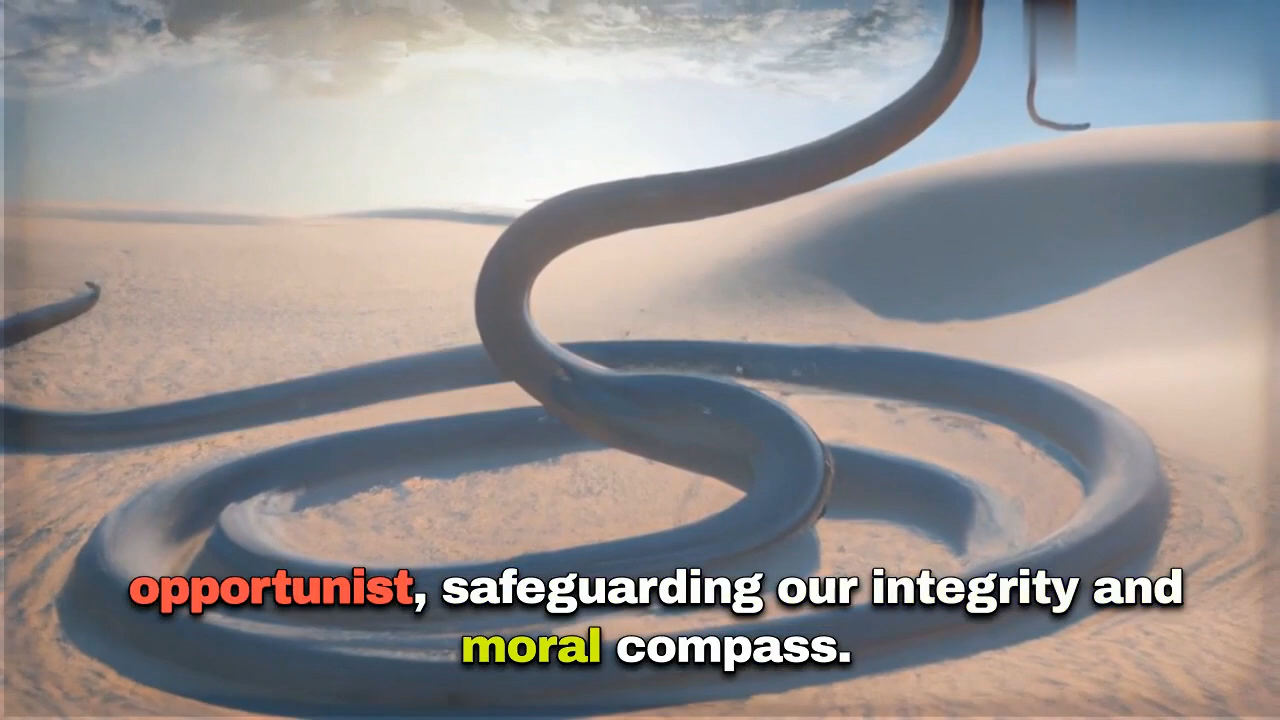 opportunist, safeguarding our integrity and
moral compass.